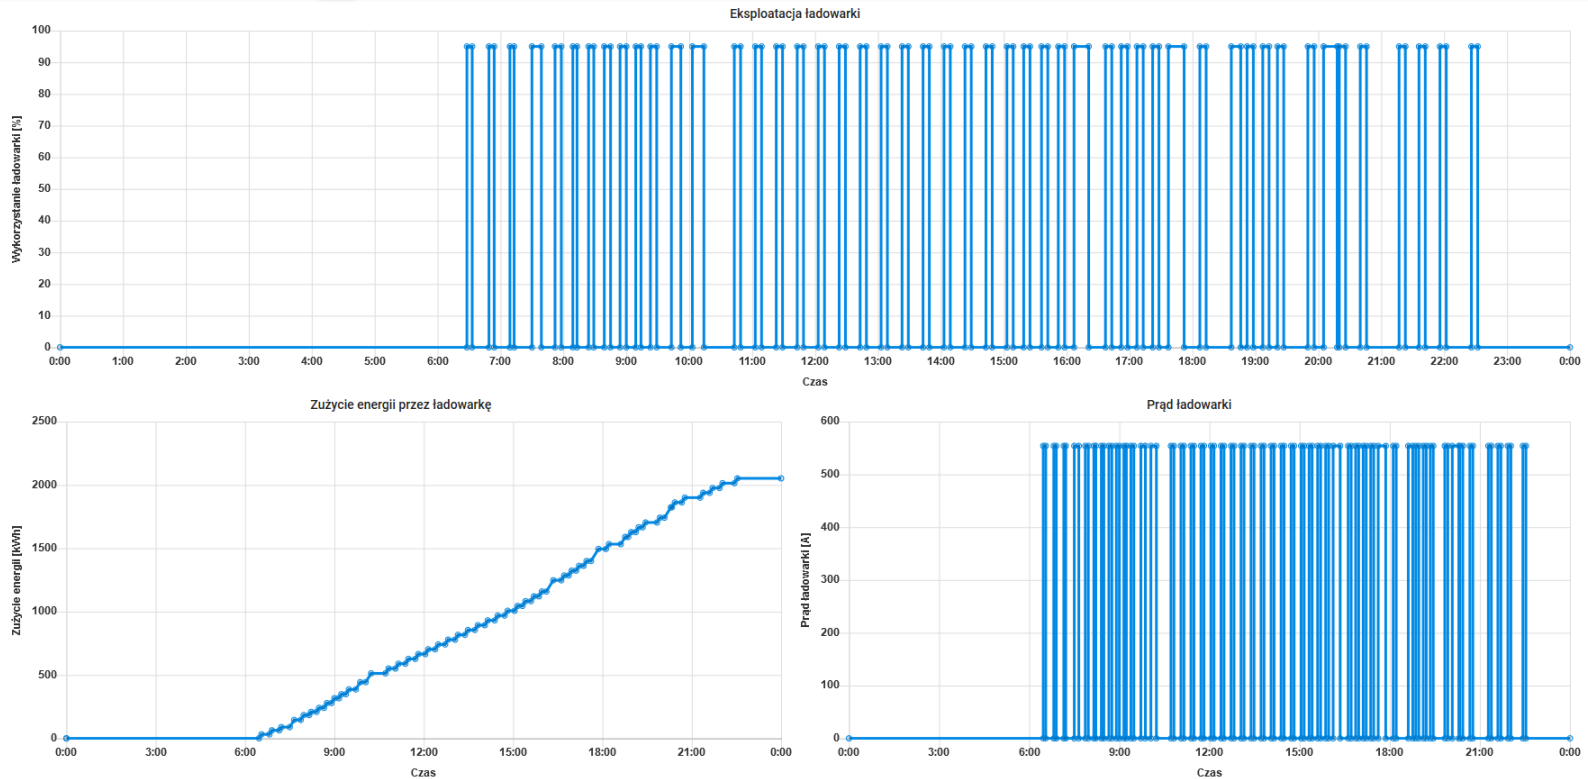 Eksploatacja ładowarki
Wykorzystanie ładowarki [%]
100
90
80
70
60
50
40
30
20
10
0
0:00 1:00 2:00 3:00 4:00 5:00 6:00 7:00 8:00 9:00 10:00 11:00 12:00 13:00 14:00 15:00 16:00 17:00 18:00 19:00 20:00 21:00 22:00 23:00 0:00
Czas
Zużycie energii przez ładowarkę
Zużycie energii [kWh]
2500
2000
1500
1000
500
0
0:00 3:00 6:00 9:00 12:00 15:00 18:00 21:00 0:00
Czas
Prąd ładowarki
Prąd ładowarki [A]
600
500
400
300
200
100
0
0:00 3:00 6:00 9:00 12:00 15:00 18:00 21:00 0:00
Czas